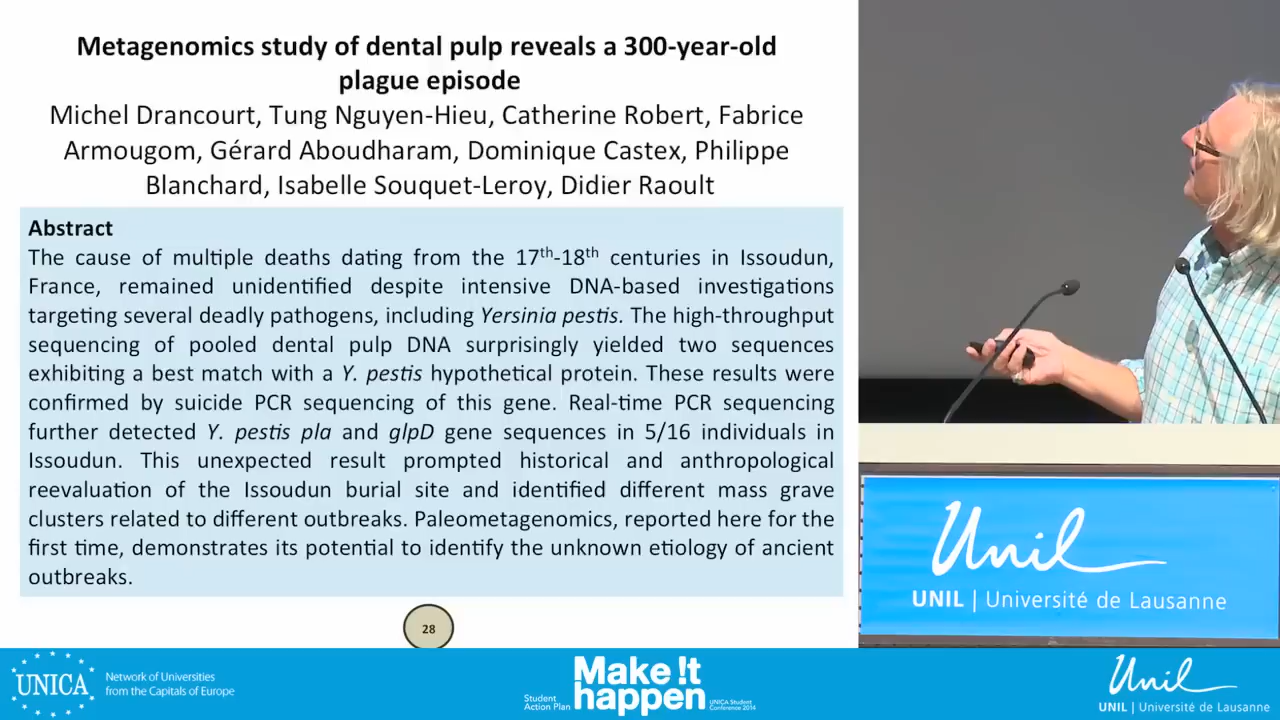 Metagenomics study of dental pulp reveals a 300-year-old
plague episode
Michel Drancourt, Tung Nguyen-Hieu, Catherine Robert, Fabrice
Armougom, Gérard Aboudharam, Dominique Castex, Philippe
Blanchard, Isabelle Souquet-Leroy, Didier Raoult
Abstract
The cause of multiple deaths dating from the 17th-18th centuries in Issoudun,
France, remained unidentified despite intensive DNA-based investigations
targeting several deadly pathogens, including Yersinia pestis. The high-throughput
sequencing of pooled dental pulp DNA surprisingly yielded two sequences
exhibiting a best match with a Y. pestis hypothetical protein. These results were
confirmed by suicide PCR sequencing of this gene. Real-time PCR sequencing
further detected Y. pestis pla and glpD gene sequences in 5/16 individuals in
Issoudun. This unexpected result prompted historical and anthropological
reevaluation of the Issoudun burial site and identified different mass grave
clusters related to different outbreaks. Paleometagenomics, reported here for the
first time, demonstrates its potential to identify the unknown etiology of ancient
outbreaks.
28
Unil
UNIL | Université de Lausanne
UNICA
Network of Universities
from the Capitals of Europe
Student
Action Plan
Make !t
happen
UNICA Student
Conference 2014
Unil
UNIL | Université de Lausanne